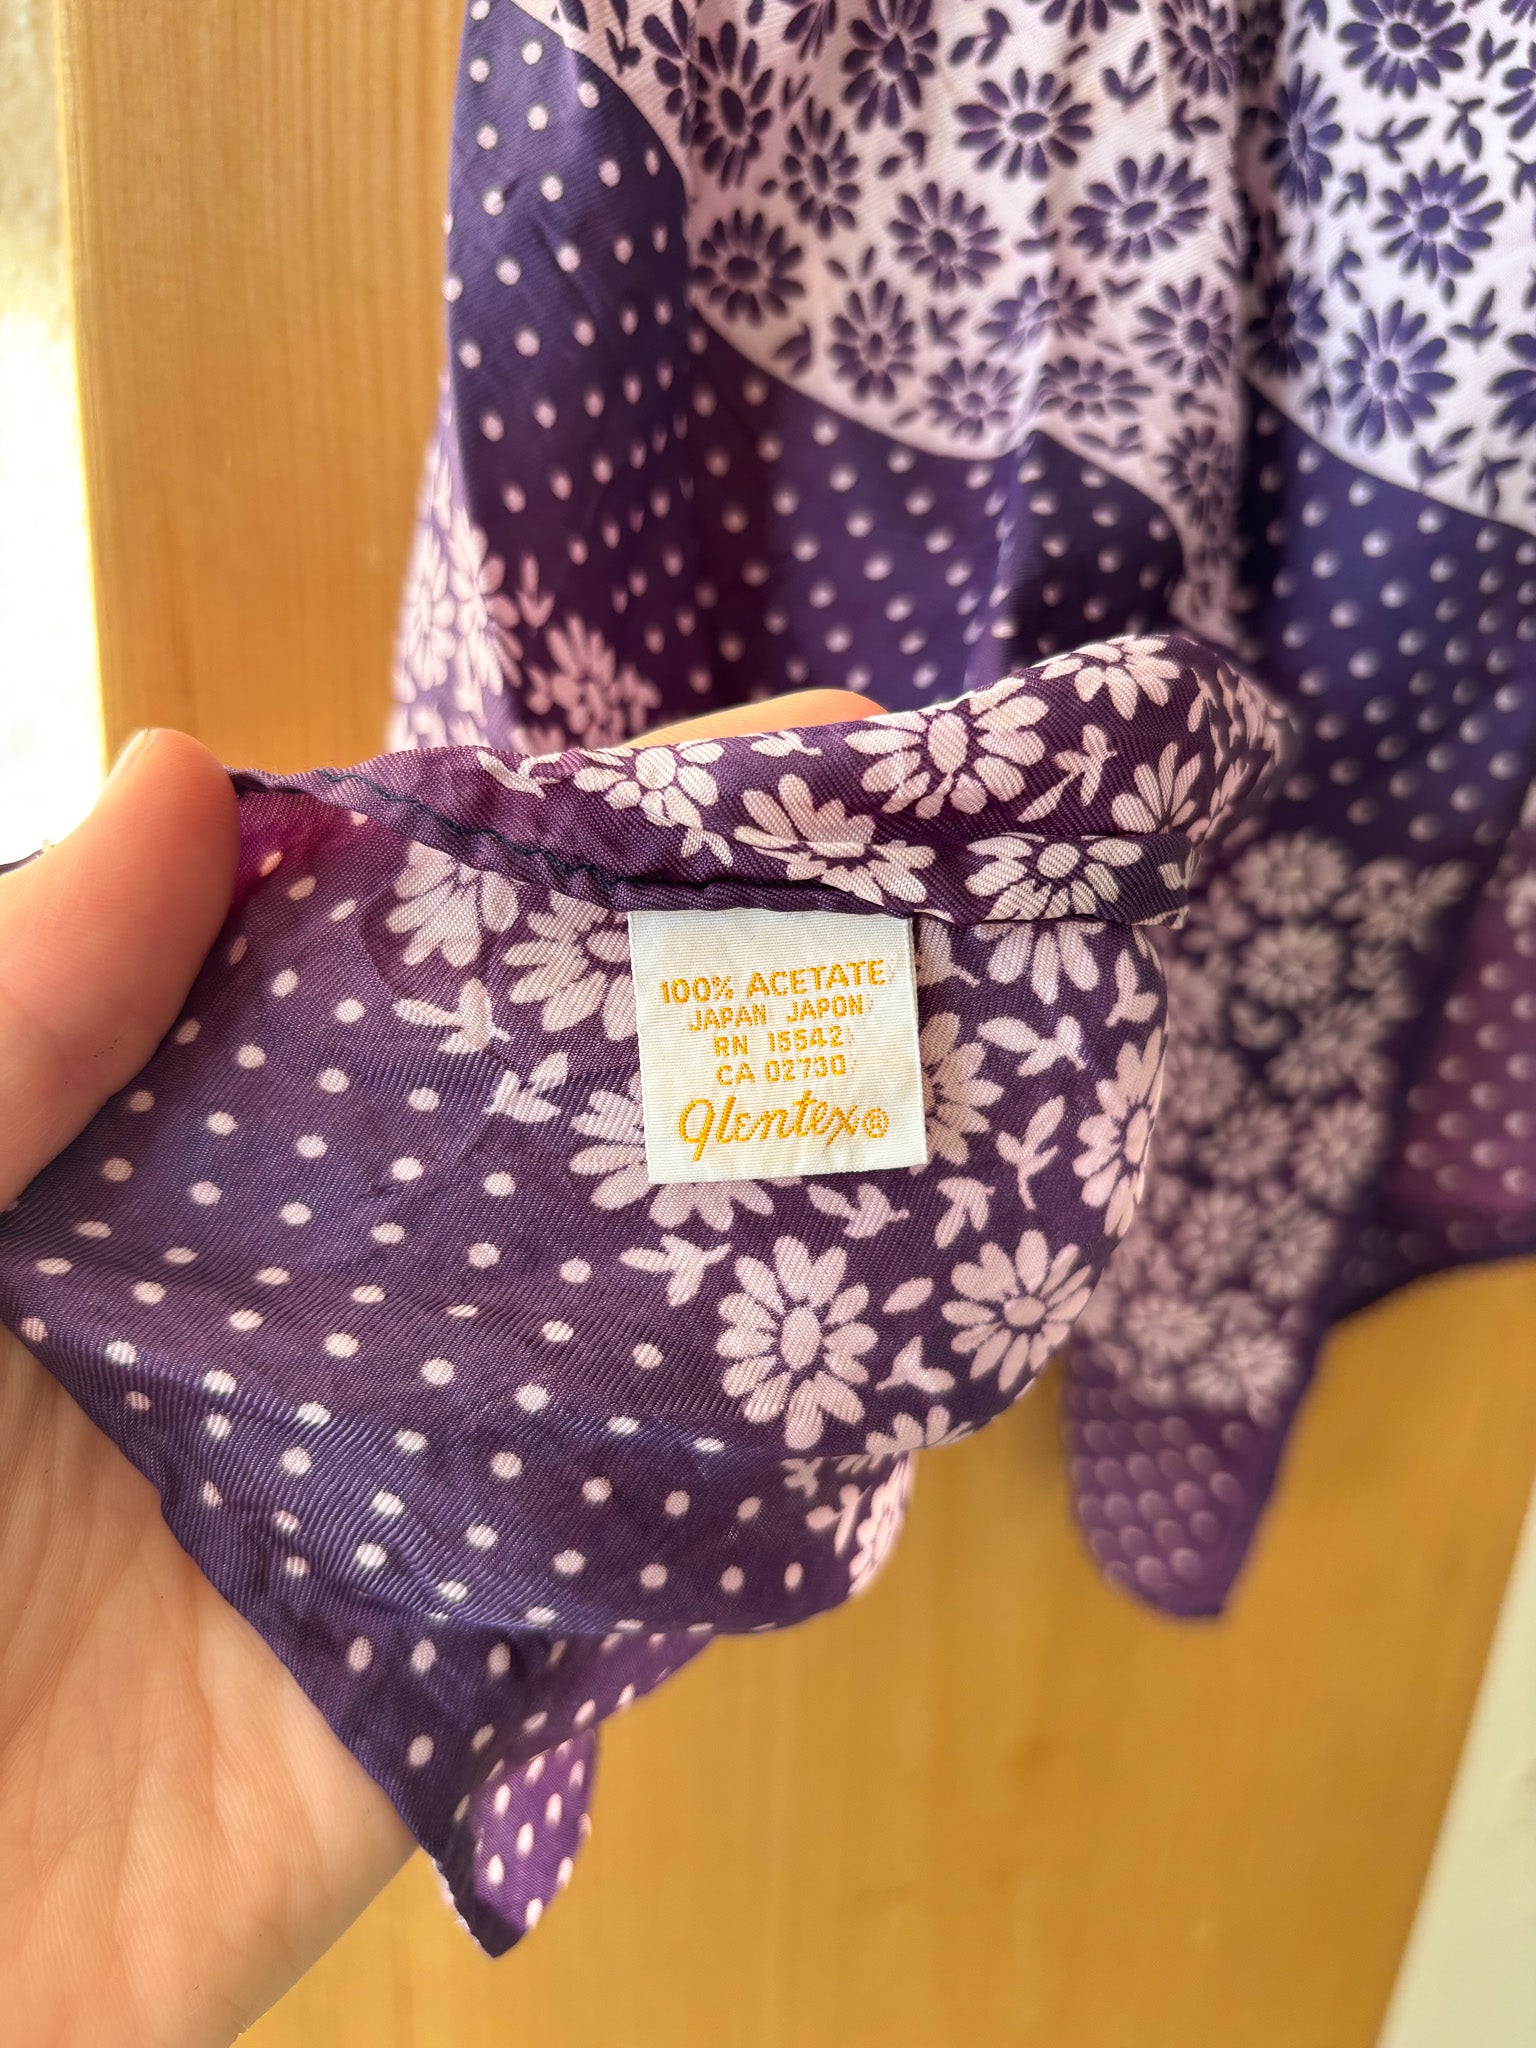 100% ACETATE
JAPAN JAPON
RN 15542
CA 02730
glentex®